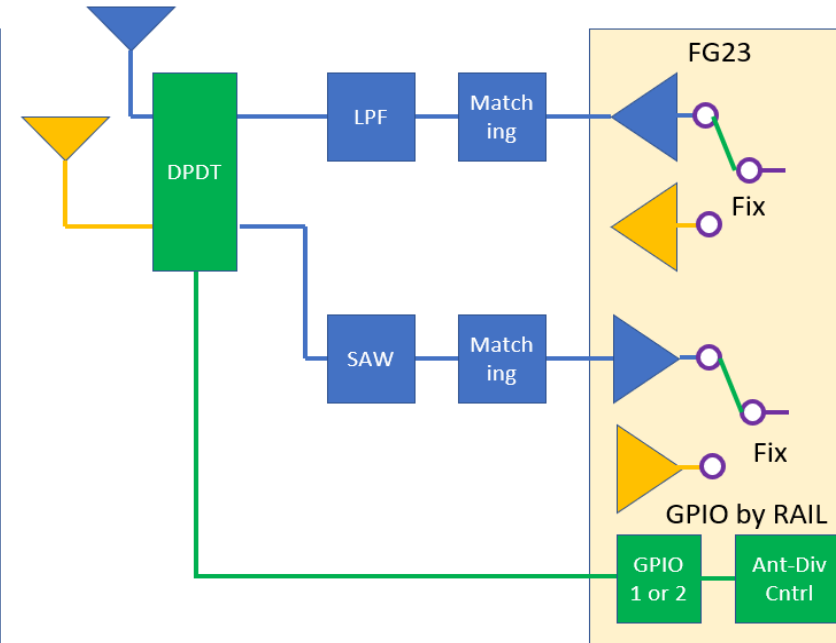 FG23
LPF
Match
ing
DPDT
Fix
SAW
Match
ing
Fix
GPIO by RAIL
GPIO
1 or 2
Ant-Div
Cntrl